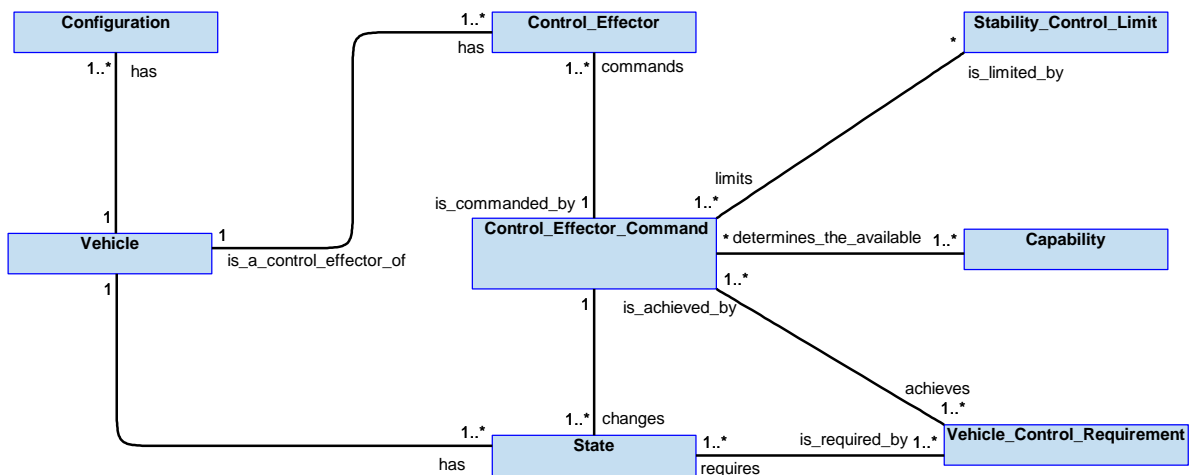 Configuration
1..*
has
1..*
has
Control_Effector
1..*
commands
Stability_Control_Limit
*
is_limited_by
limits
1..*
is_commanded_by
1
1
Vehicle
1
is_a_control_effector_of
1
Control_Effector_Command
* determines_the_available
1..*
Capability
1
is_achieved_by
1..*
achieves
1..*
1..*
changes
1..*
has
State
1..*
requires
is_required_by
1..*
Vehicle_Control_Requirement